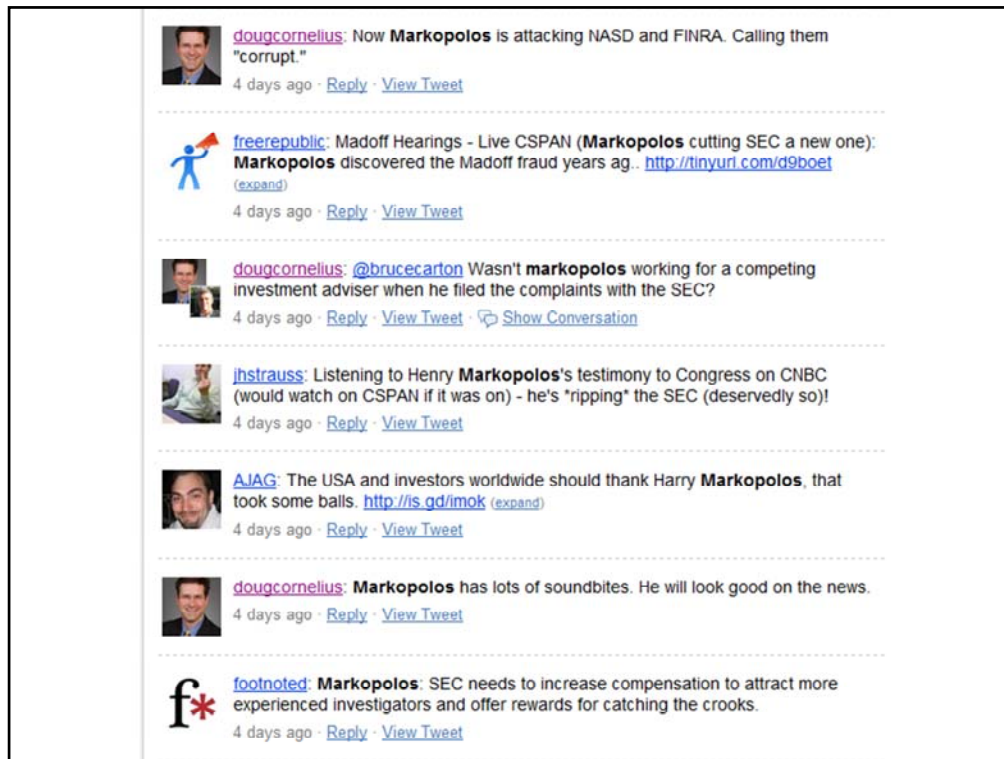 dougcornelius: Now Markopolos is attacking NASD and FINRA. Calling them
"corrupt."
4 days ago · Reply · View Tweet
freerepublic: Madoff Hearings - Live CSPAN (Markopolos cutting SEC a new one):
Markopolos discovered the Madoff fraud years ag.. http://tinyurl.com/d9boet
(expand)
4 days ago · Reply · View Tweet
dougcornelius: @brucecarton Wasn't markopolos working for a competing
investment adviser when he filed the complaints with the SEC?
4 days ago · Reply · View Tweet · Show Conversation
jhstrauss: Listening to Henry Markopolos's testimony to Congress on CNBC
(would watch on CSPAN if it was on) - he's *ripping* the SEC (deservedly so)!
4 days ago · Reply · View Tweet
AJAG: The USA and investors worldwide should thank Harry Markopolos, that
took some balls. http://is.gd/imok (expand)
4 days ago · Reply · View Tweet
dougcornelius: Markopolos has lots of soundbites. He will look good on the news.
4 days ago · Reply · View Tweet
f*
footnoted: Markopolos: SEC needs to increase compensation to attract more
experienced investigators and offer rewards for catching the crooks.
4 days ago · Reply · View Tweet